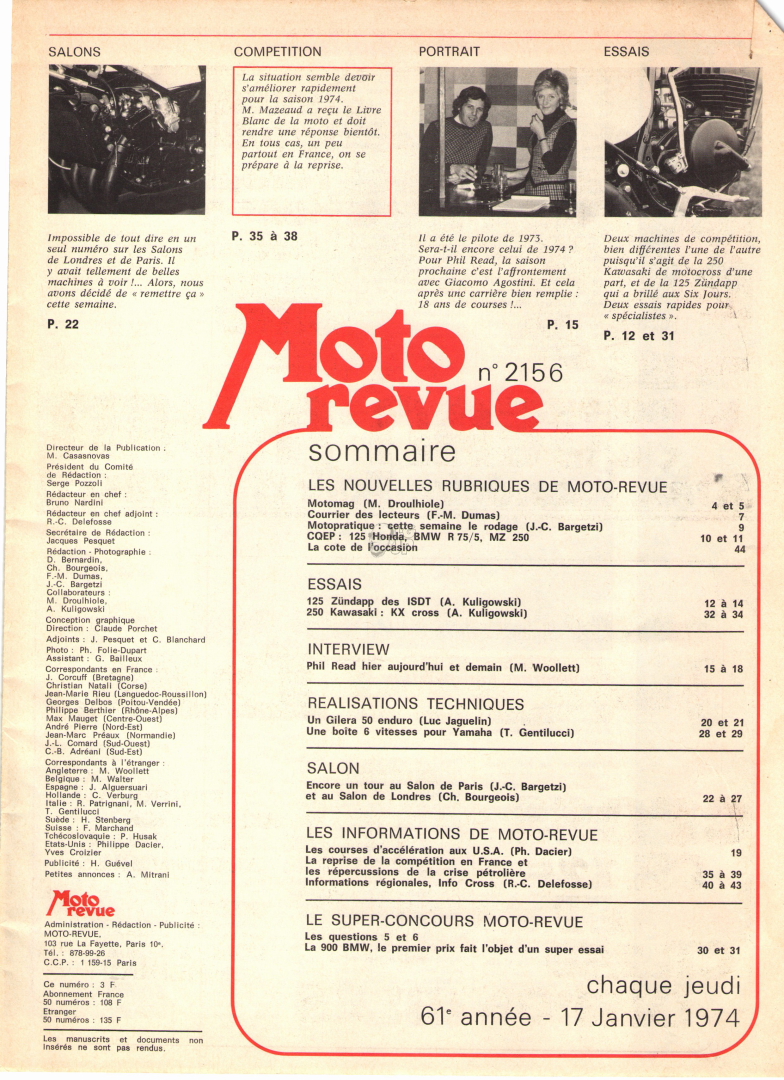 SALONS
Impossible de tout dire en un
seul numéro sur les Salons
de Londres et de Paris. Il
y avait tellement de belles
machines à voir !... Alors, nous
avons décidé de « remettre ça »
cette semaine.
P. 22
COMPETITION
La situation semble devoir
s'améliorer rapidement
pour la saison 1974.
M. Mazeaud a reçu le Livre
Blanc de la moto et doit
rendre une réponse bientôt.
En tous cas, un peu
partout en France, on se
prépare à la reprise.
P. 35 à 38
PORTRAIT
Il a été le pilote de 1973.
Sera-t-il encore celui de 1974 ?
Pour Phil Read, la saison
prochaine c'est l'affrontement
avec Giacomo Agostini. Et cela
après une carrière bien remplie :
18 ans de courses !...
P. 15
ESSAIS
Deux machines de compétition,
bien différentes l'une de l'autre
puisqu'il s'agit de la 250
Kawasaki de motocross d'une
part, et de la 125 Zündapp
qui a brillé aux Six Jours.
Deux essais rapides pour
« spécialistes ».
P. 12 et 31
Moto
revue
n° 2156
Directeur de la Publication :
M. Casasnovas
Président du Comité
de Rédaction :
Serge Pozzoli
Rédacteur en chef :
Bruno Nardini
Rédacteur en chef adjoint :
R.-C. Delefosse
Secrétaire de Rédaction :
Jacques Pesquet
Rédaction - Photographie :
D. Bernardin,
Ch. Bourgeois,
F.-M. Dumas,
J.-C. Bargetzi
Collaborateurs :
M. Droulhiole,
A. Kuligowski
Conception graphique
Direction : Claude Porchet
Adjoints : J. Pesquet et C. Blanchard
Photo : Ph. Folie-Dupart
Assistant : G. Bailleux
Correspondants en France :
J. Corcuff (Bretagne)
Christian Natali (Corse)
Jean-Marie Rieu (Languedoc-Roussillon)
Georges Delbos (Poitou-Vendée)
Philippe Berthier (Rhône-Alpes)
Max Mauget (Centre-Ouest)
André Pierre (Nord-Est)
Jean-Marc Préaux (Normandie)
J.-L. Comard (Sud-Ouest)
C.-B. Adréani (Sud-Est)
Correspondants à l'étranger :
Angleterre : M. Woollett
Belgique : M. Walter
Espagne : J. Alguersuari
Hollande : C. Verburg
Italie : R. Patrignani, M. Verrini,
T. Gentilucci
Suède : H. Stenberg
Suisse : F. Marchand
Tchécoslovaquie : P. Husak
Etats-Unis : Philippe Dacier,
Yves Croizier
Publicité : H. Guével
Petites annonces : A. Mitrani
Moto
revue
Administration - Rédaction - Publicité :
MOTO-REVUE,
103 rue La Fayette, Paris 10e.
Tél. : 878-99-26
C.C.P. : 1 159-15 Paris
Ce numéro : 3 F.
Abonnement France
50 numéros : 108 F
Etranger
50 numéros : 135 F
Les manuscrits et documents non
insérés ne sont pas rendus.
sommaire
LES NOUVELLES RUBRIQUES DE MOTO-REVUE
Motomag (M. Droulhiole) 4 et 5
Courrier des lecteurs (F.-M. Dumas) 7
Motopratique : cette semaine le rodage (J.-C. Bargetzi) 9
CQEP : 125 Honda, BMW R 75/5, MZ 250 10 et 11
La cote de l'occasion 44
ESSAIS
125 Zündapp des ISDT (A. Kuligowski) 12 à 14
250 Kawasaki : KX cross (A. Kuligowski) 32 à 34
INTERVIEW
Phil Read hier aujourd'hui et demain (M. Woollett) 15 à 18
REALISATIONS TECHNIQUES
Un Gilera 50 enduro (Luc Jaguelin) 20 et 21
Une boite 6 vitesses pour Yamaha (T. Gentilucci) 28 et 29
SALON
Encore un tour au Salon de Paris (J.-C. Bargetzi)
et au Salon de Londres (Ch. Bourgeois) 22 à 27
LES INFORMATIONS DE MOTO-REVUE
Les courses d'accélération aux U.S.A. (Ph. Dacier) 19
La reprise de la compétition en France et
les répercussions de la crise pétrolière 35 à 39
Informations régionales, Info Cross (R.-C. Delefosse) 40 à 43
LE SUPER-CONCOURS MOTO-REVUE
Les questions 5 et 6
La 900 BMW, le premier prix fait l'objet d'un super essai 30 et 31
chaque jeudi
61e année - 17 Janvier 1974